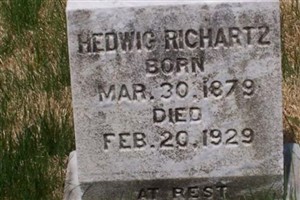 HEDWIG RICHARTZ
BORN
MAR. 30. 1879
DIED
FEB. 20. 1929
AT REST